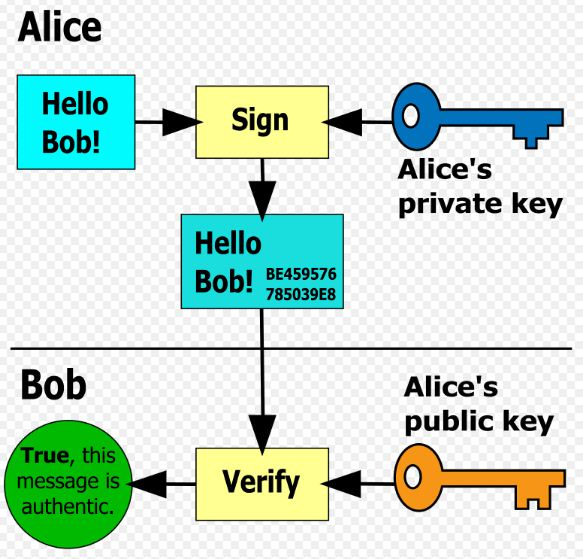 Alice
Hello
Bob!
Sign
Alice's
private key
Hello
Bob! BE459576
785039E8
Bob
Alice's
public key
True, this
message is
authentic.
Verify